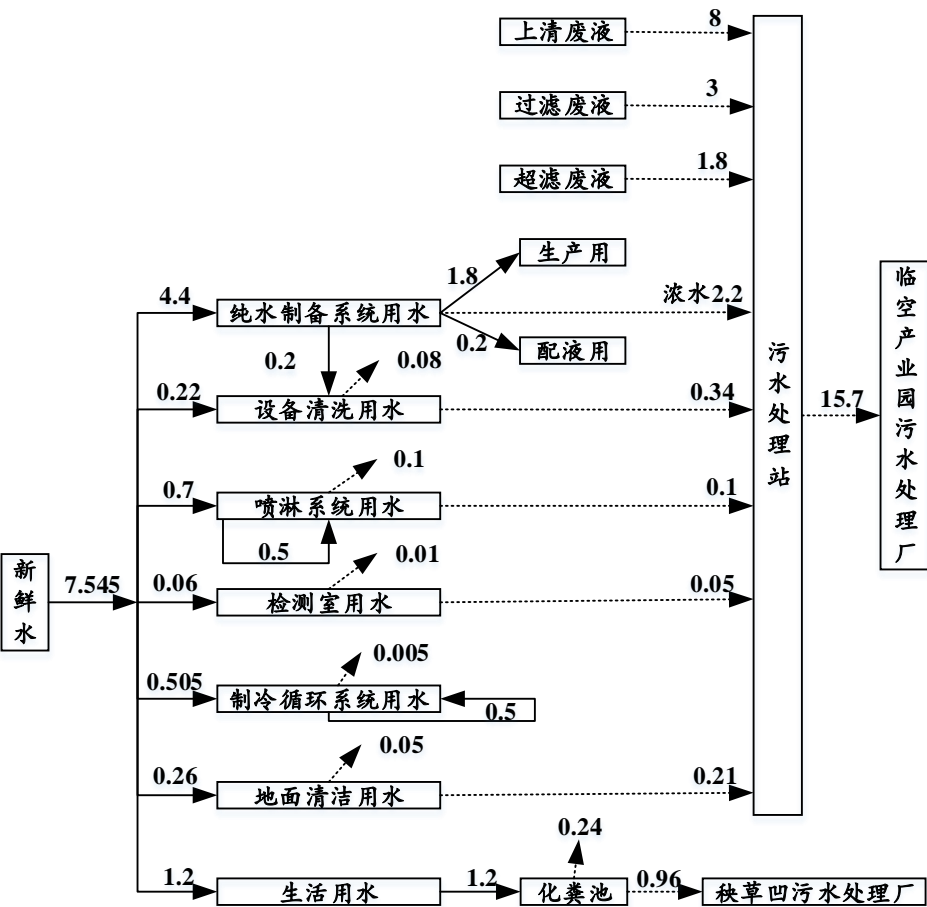 上清废液
8
过滤废液
3
超滤废液
1.8
生产用
1.8
4.4
纯水制备系统用水
浓水2.2
0.2
配液用
0.2
0.08
0.22
设备清洗用水
0.34
污水处理站
15.7
临空产业园污水处理厂
0.1
0.7
喷淋系统用水
0.1
0.5
新鲜水
7.545
0.01
0.06
检测室用水
0.05
0.005
0.505
制冷循环系统用水
0.5
0.05
0.26
地面清洁用水
0.21
0.24
1.2
生活用水
1.2
化粪池
0.96
秧草凹污水处理厂